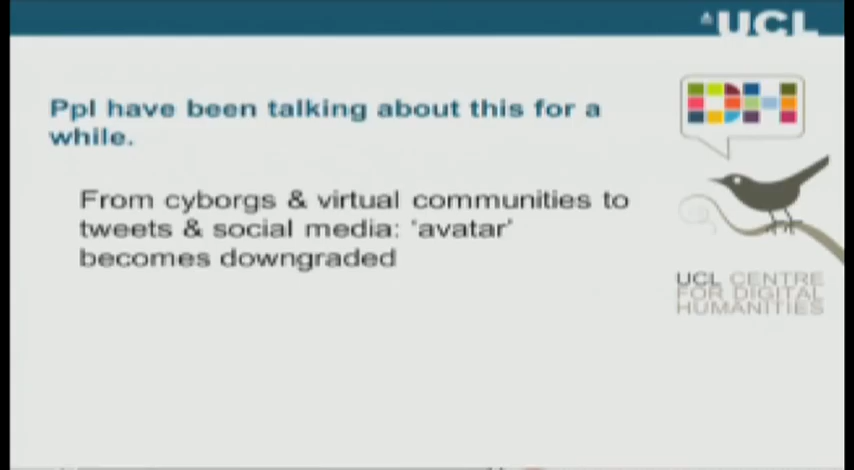 UCL
Ppl have been talking about this for a
while.
From cyborgs & virtual communities to
tweets & social media: 'avatar'
becomes downgraded
DH
UCL CENTRE
FOR DIGITAL
HUMANITIES